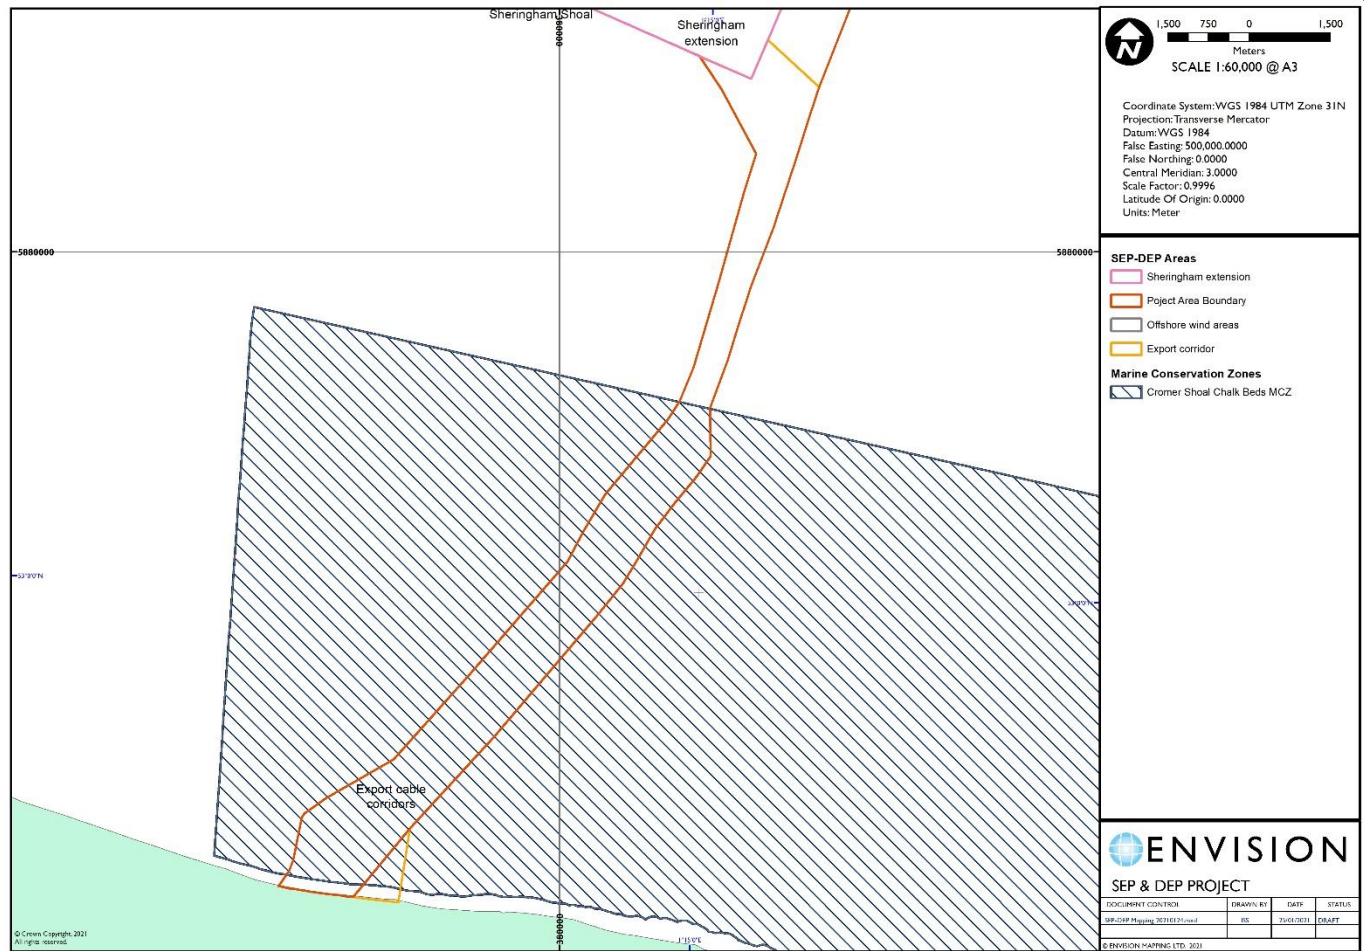 Sheringham Shoal
Sheringham
extension
5880000
5880000
Export cable
corridors
380000
1°15'0"E
© Crown Copyright, 2021
All rights reserved.
N
1,500 750 0 1,500
Meters
SCALE 1:60,000 @ A3
Coordinate System: WGS 1984 UTM Zone 31N
Projection: Transverse Mercator
Datum: WGS 1984
False Easting: 500,000.0000
False Northing: 0.0000
Central Meridian: 3.0000
Scale Factor: 0.9996
Latitude Of Origin: 0.0000
Units: Meter
SEP-DEP Areas
Sheringham extension
Poject Area Boundary
Offshore wind areas
Export corridor
Marine Conservation Zones
Cromer Shoal Chalk Beds MCZ
ENVISION
SEP & DEP PROJECT
DOCUMENT CONTROL DRAWN BY DATE STATUS
DRAFT
© ENVISION MAPPING LTD. 2021